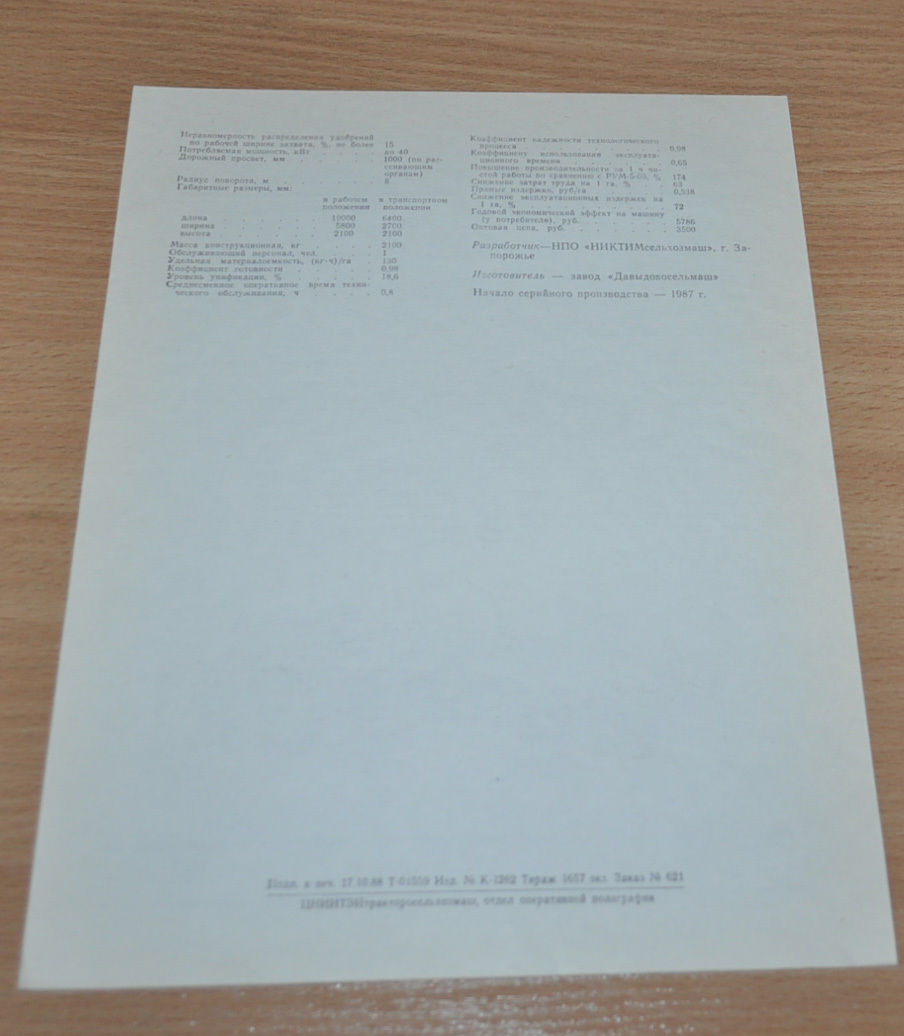 Неравномерность распределения удобрений
по рабочей ширине захвата, %, не более 15
Потребляемая мощность, кВт . . . . . до 40
Дорожный просвет, мм . . . . . . 1000 (по рас-
сеивающим
органам)
Радиус поворота, м . . . . . . . 8
Габаритные размеры, мм:
в рабочем положении в транспортном положении
длина . . . . . . 10000 6400
ширина . . . . . . 5800 2700
высота . . . . . . 2100 2100
Масса конструкционная, кг . . . . . 2100
Обслуживающий персонал, чел. . . . . 1
Удельная материалоемкость, (кг·ч)/га . 130
Коэффициент готовности . . . . . 0,98
Уровень унификации, % . . . . . 18,6
Среднесменное оперативное время техни-
ческого обслуживания, ч . . . . . 0,8
Коэффициент надежности технологического
процесса . . . . . . . . 0,98
Коэффициент использования эксплуата-
ционного времени . . . . . . 0,65
Повышение производительности за 1 ч чи-
стой работы по сравнению с РУМ-5-03, % 174
Снижение затрат труда на 1 га, % . . 63
Прямые издержек, руб/га . . . . 0,538
Снижение эксплуатационных издержек на
1 га, % . . . . . . . . . 72
Годовой экономический эффект на машину
(у потребителя), руб. . . . . . . 5786
Оптовая цена, руб. . . . . . . 3500
Разработчик—НПО «НИКТИМсельхозмаш», г. За-
порожье
Изготовитель — завод «Давыдовосельмаш»
Начало серийного производства — 1987 г.
Подп. к печ. 17.10.88 Т-01559 Изд. № К-1262 Тираж 1657 экз. Заказ № 621
ЦНИИТЭИтракторосельхозмаш, отдел оперативной полиграфии